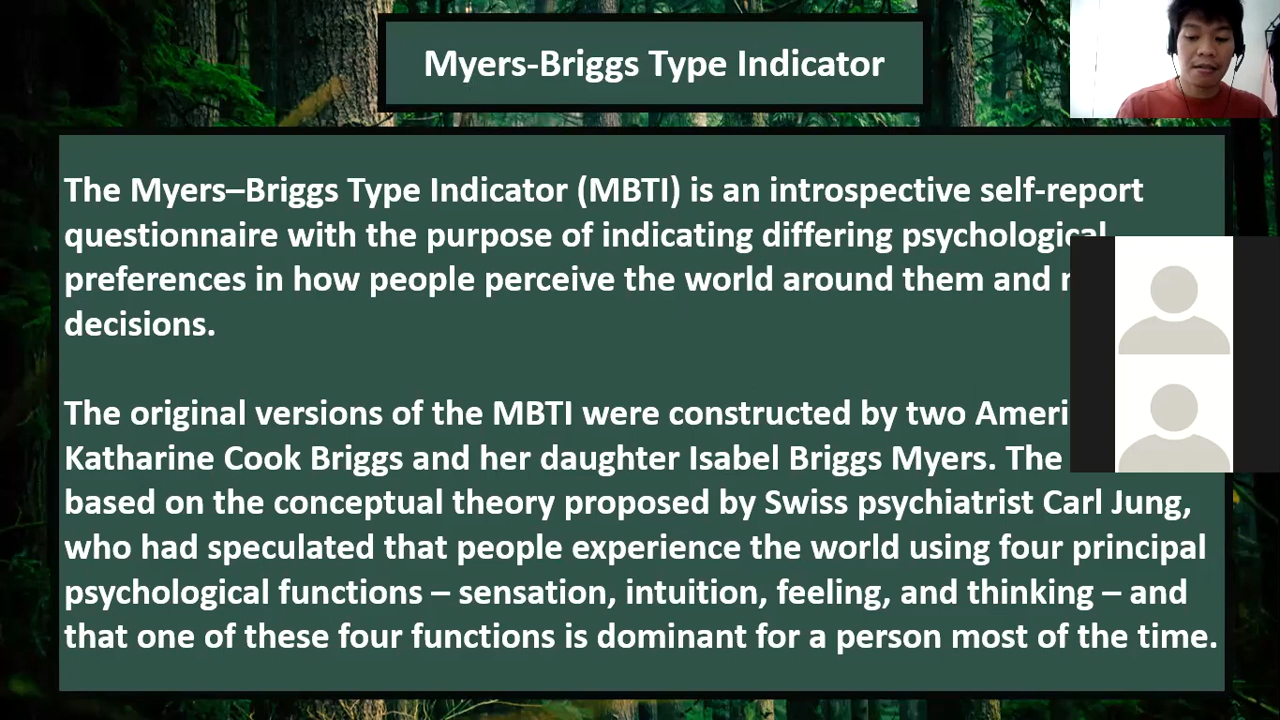 Myers-Briggs Type Indicator
The Myers–Briggs Type Indicator (MBTI) is an introspective self-report
questionnaire with the purpose of indicating differing psychological
preferences in how people perceive the world around them and
decisions.
The original versions of the MBTI were constructed by two
Katharine Cook Briggs and her daughter Isabel Briggs Myers. The
based on the conceptual theory proposed by Swiss psychiatrist Carl Jung,
who had speculated that people experience the world using four principal
psychological functions – sensation, intuition, feeling, and thinking – and
that one of these four functions is dominant for a person most of the time.